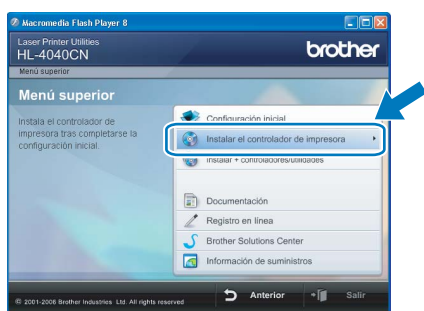 Macromedia Flash Player 8
Laser Printer Utilities
HL-4040CN
brother
Menú superior
Menú superior
Instala el controlador de
impresora tras completarse la
configuración inicial.
Configuración inicial
Instalar el controlador de impresora
Instalar + controladores/utilidades
Documentación
Registro en línea
Brother Solutions Center
Información de suministros
© 2001-2006 Brother Industries Ltd. All rights reserved
Anterior
Salir